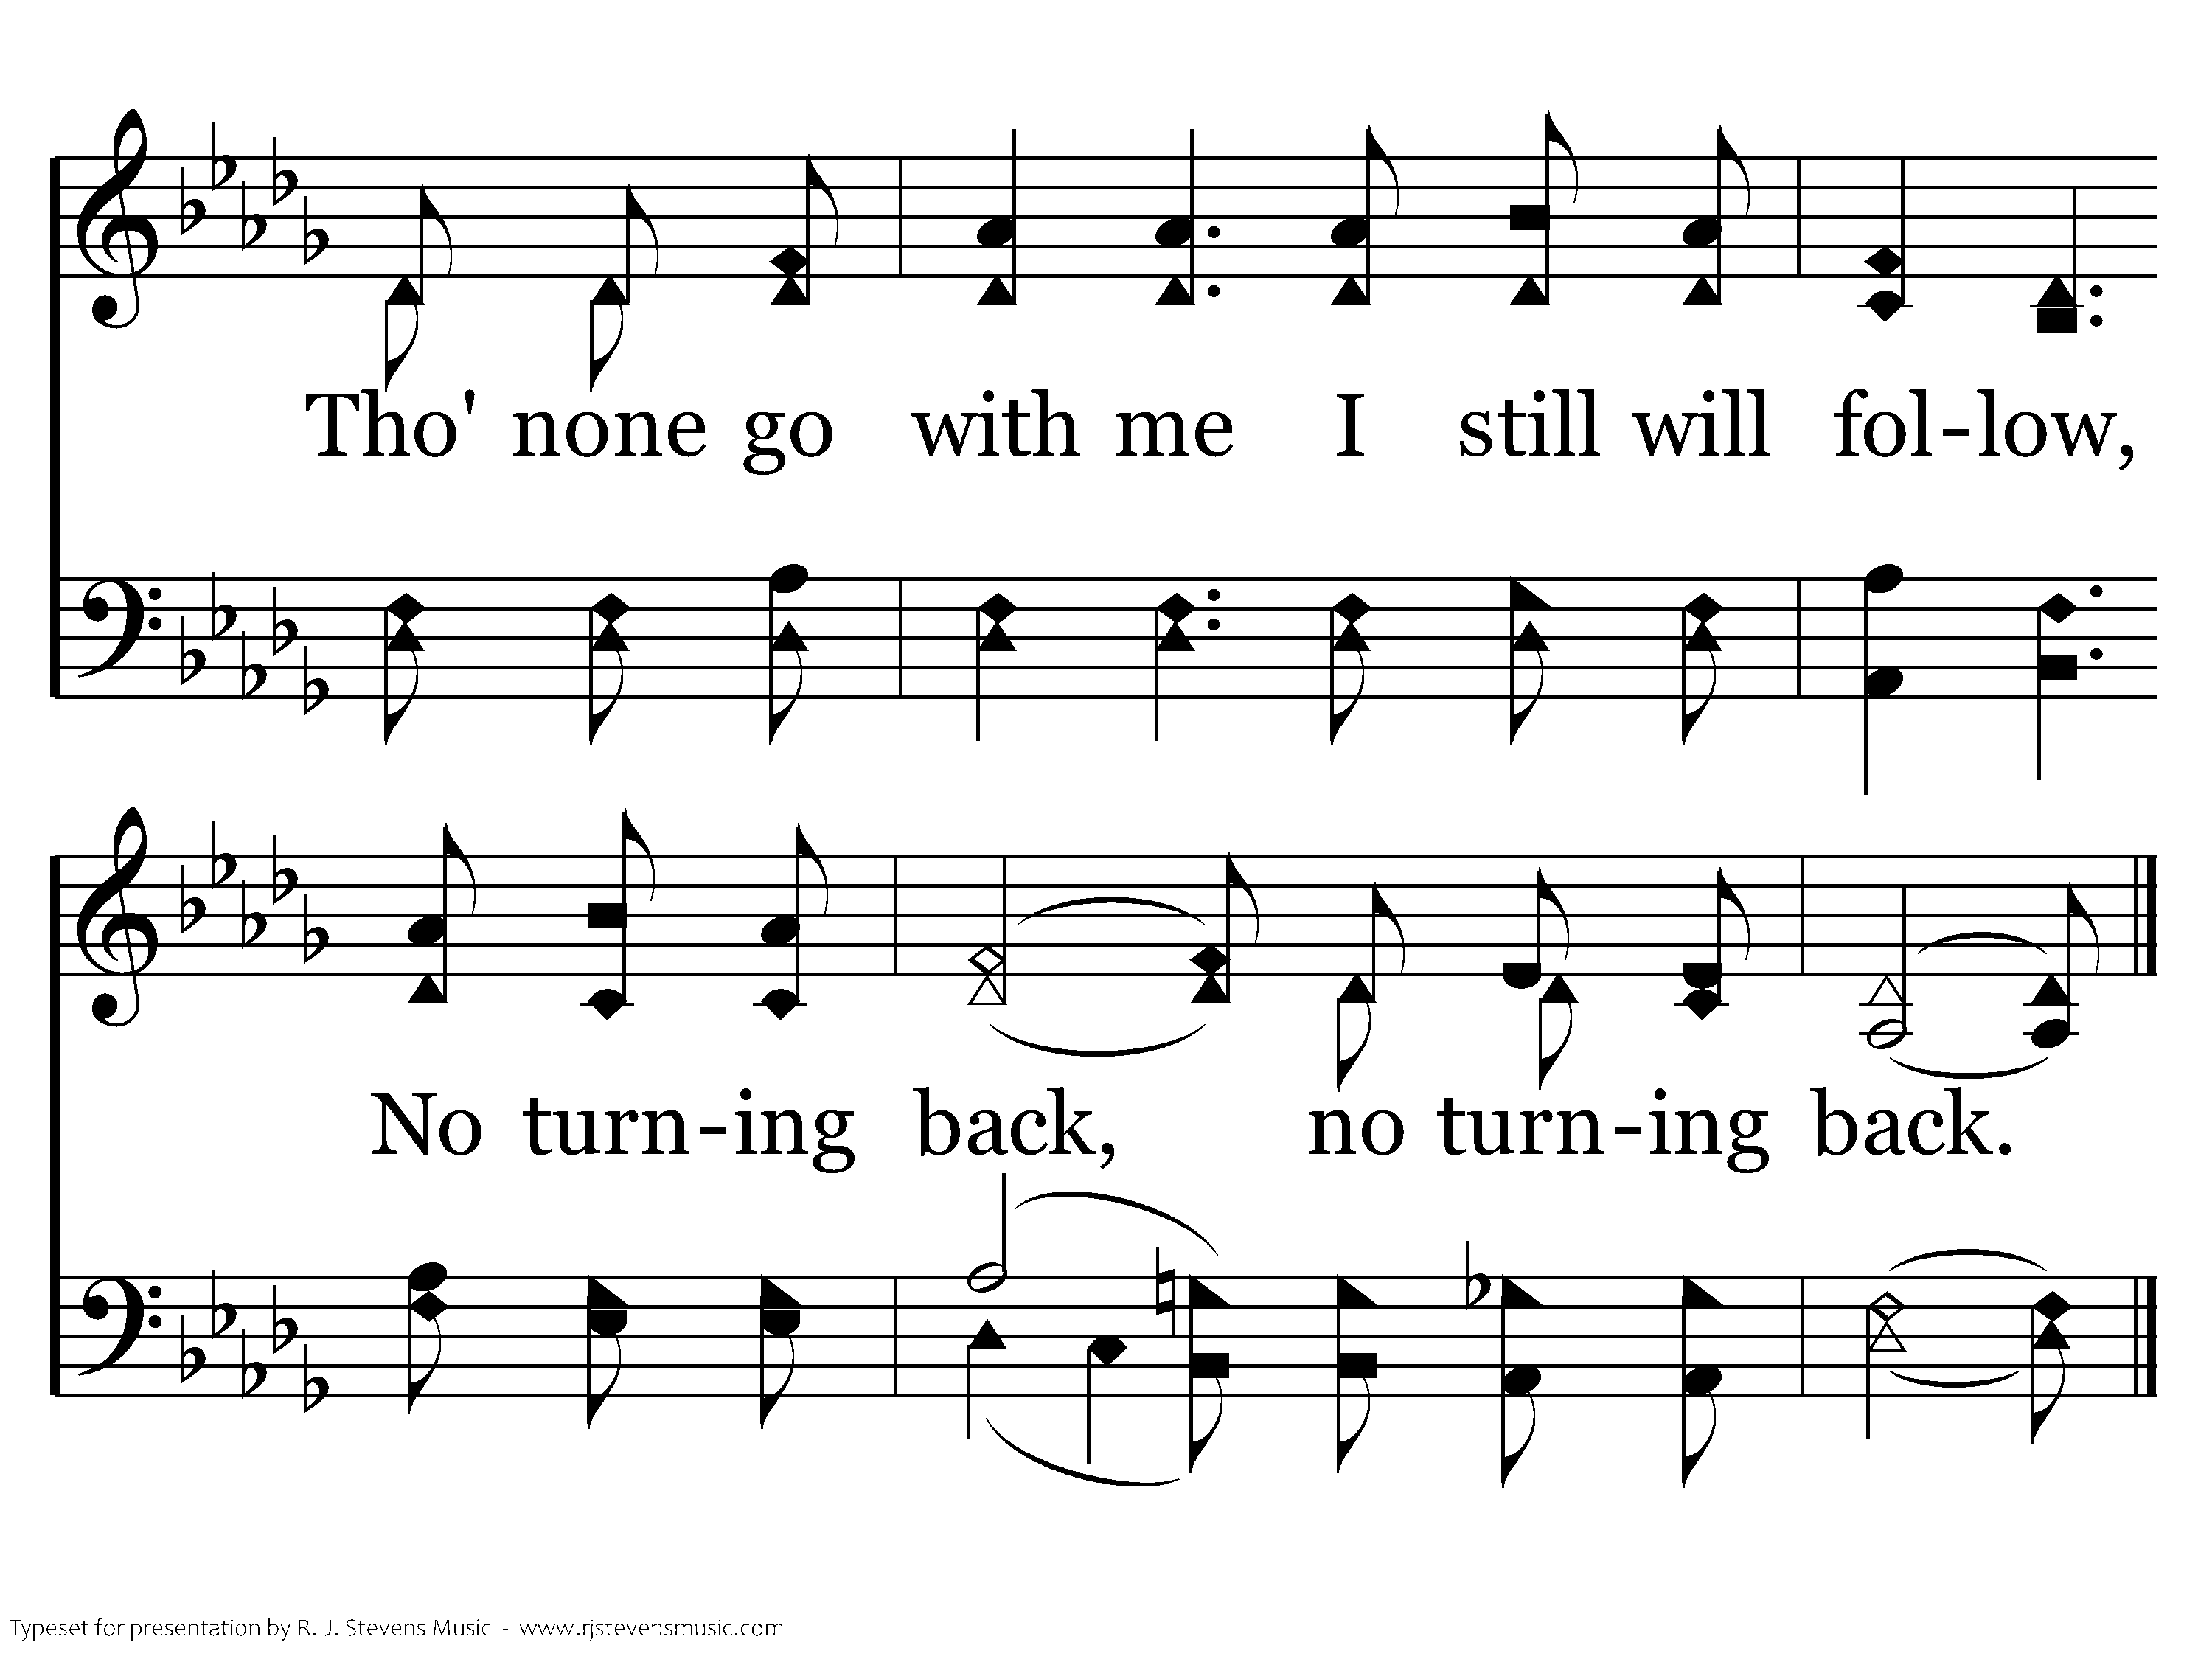 Tho' none go with me I still will fol-low,
No turn-ing back, no turn-ing back.
Typeset for presentation by R. J. Stevens Music - www.rjstevensmusic.com